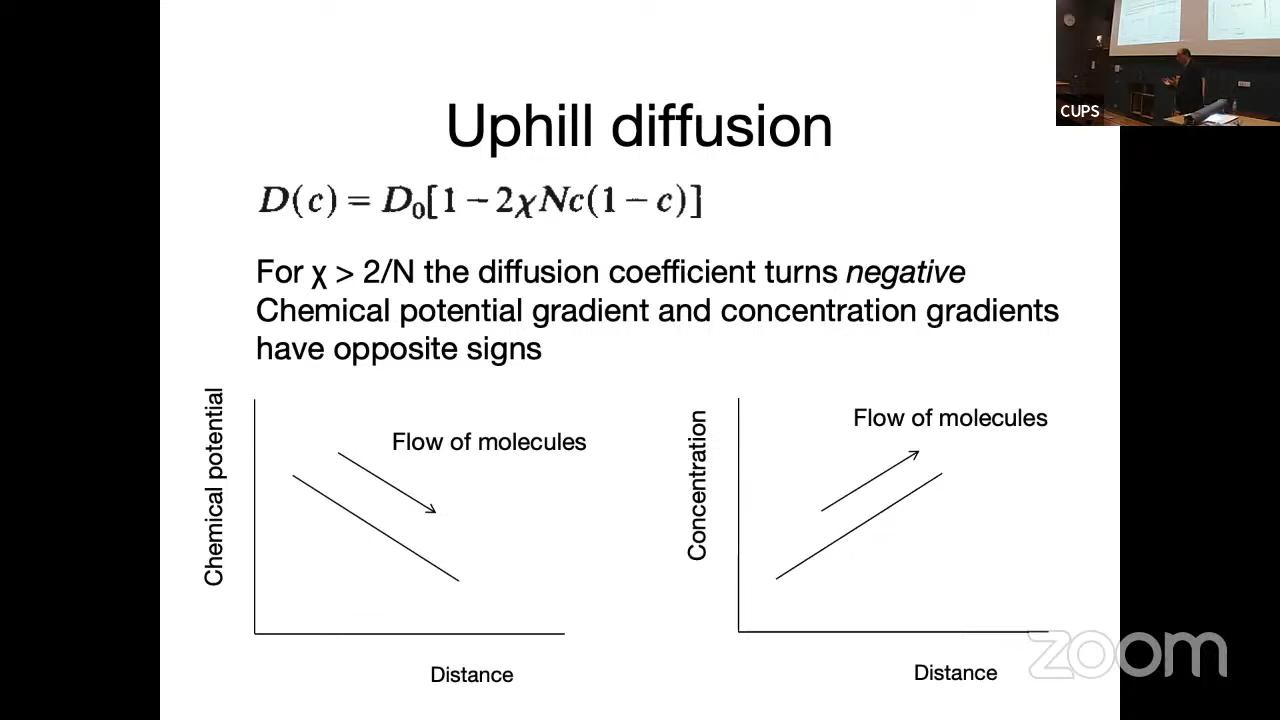 Uphill diffusion
D(c) = D₀[1 − 2χNc(1 − c)]
For χ > 2/N the diffusion coefficient turns negative
Chemical potential gradient and concentration gradients
have opposite signs
Chemical potential
Flow of molecules
Distance
Concentration
Flow of molecules
Distance
CUPS
zoom